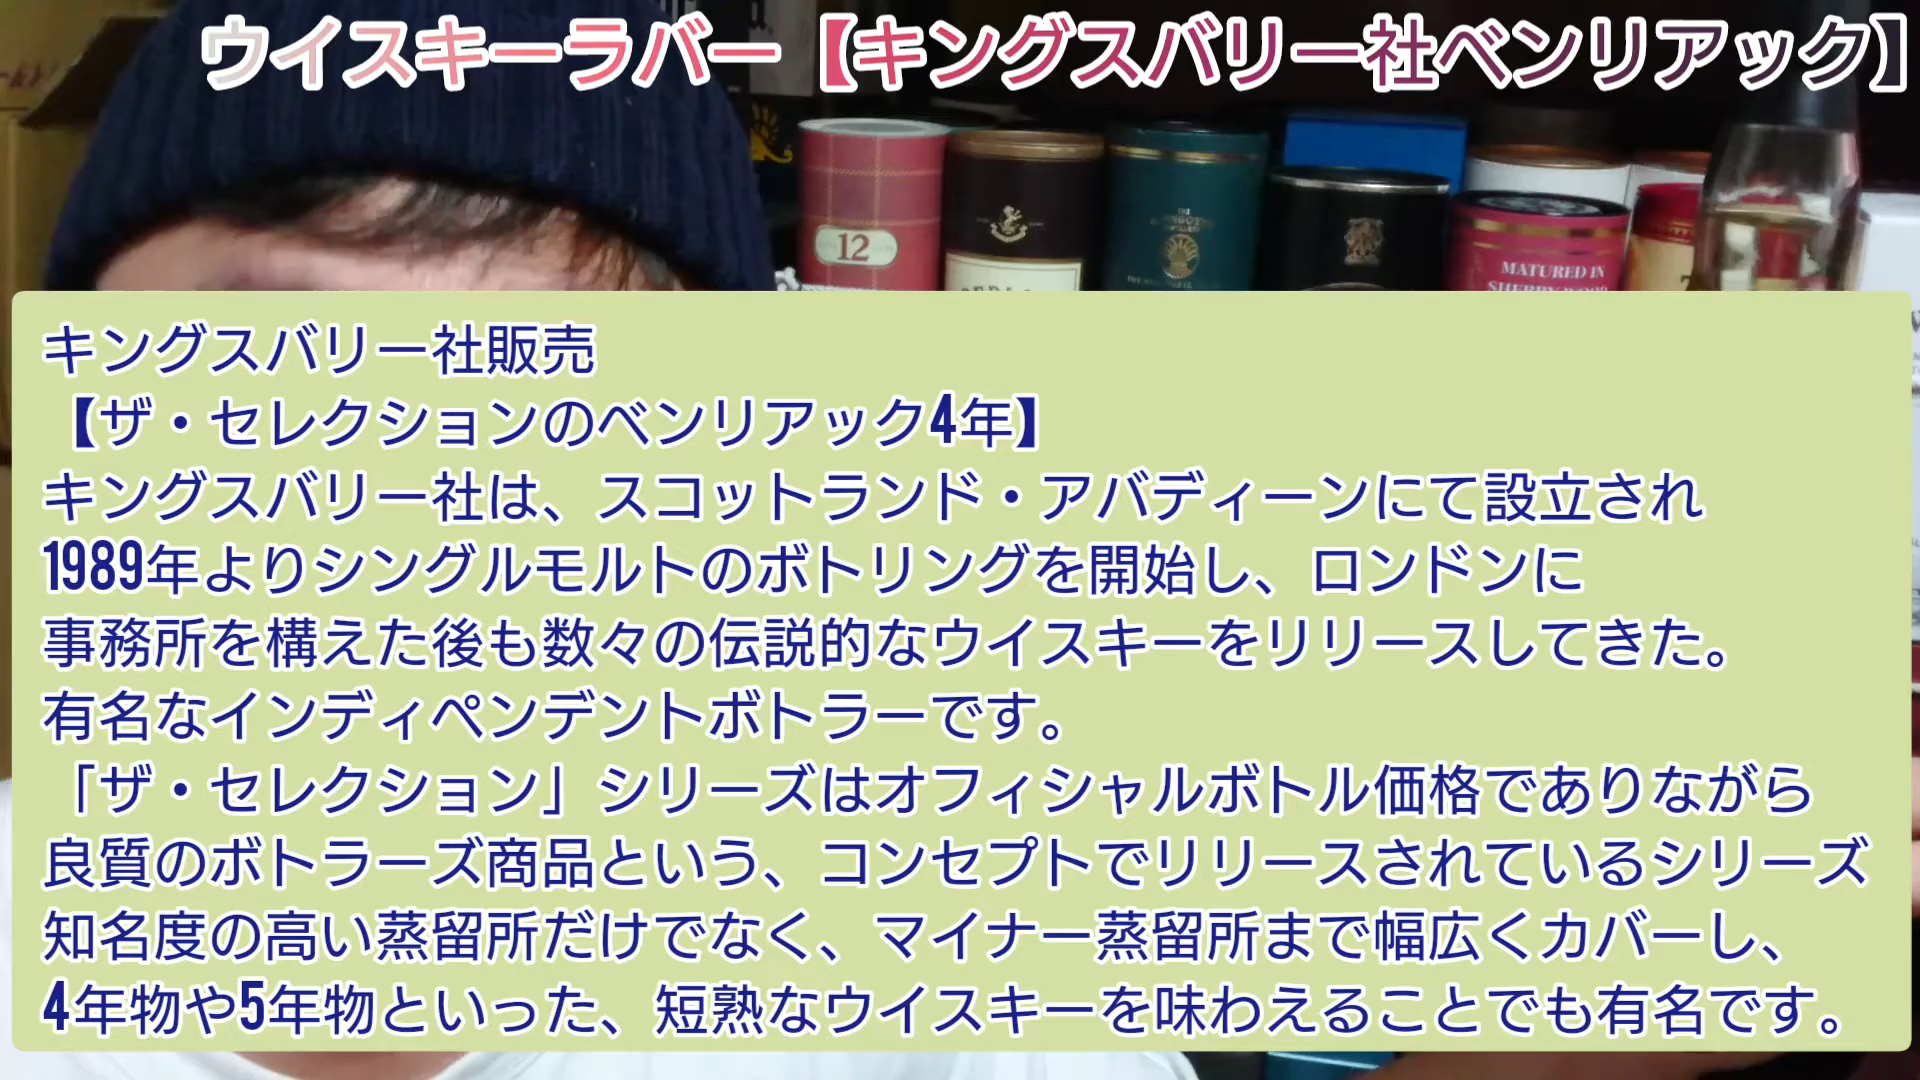 ウイスキーラバー【キングスバリー社ベンリアック】
12
MATURED IN
SHERRY WOOD
キングスバリー社販売
【ザ・セレクションのベンリアック4年】
キングスバリー社は、スコットランド・アバディーンにて設立され
1989年よりシングルモルトのボトリングを開始し、ロンドンに
事務所を構えた後も数々の伝説的なウイスキーをリリースしてきた。
有名なインディペンデントボトラーです。
「ザ・セレクション」シリーズはオフィシャルボトル価格でありながら
良質のボトラーズ商品という、コンセプトでリリースされているシリーズ
知名度の高い蒸留所だけでなく、マイナー蒸留所まで幅広くカバーし、
4年物や5年物といった、短熟なウイスキーを味わえることでも有名です。